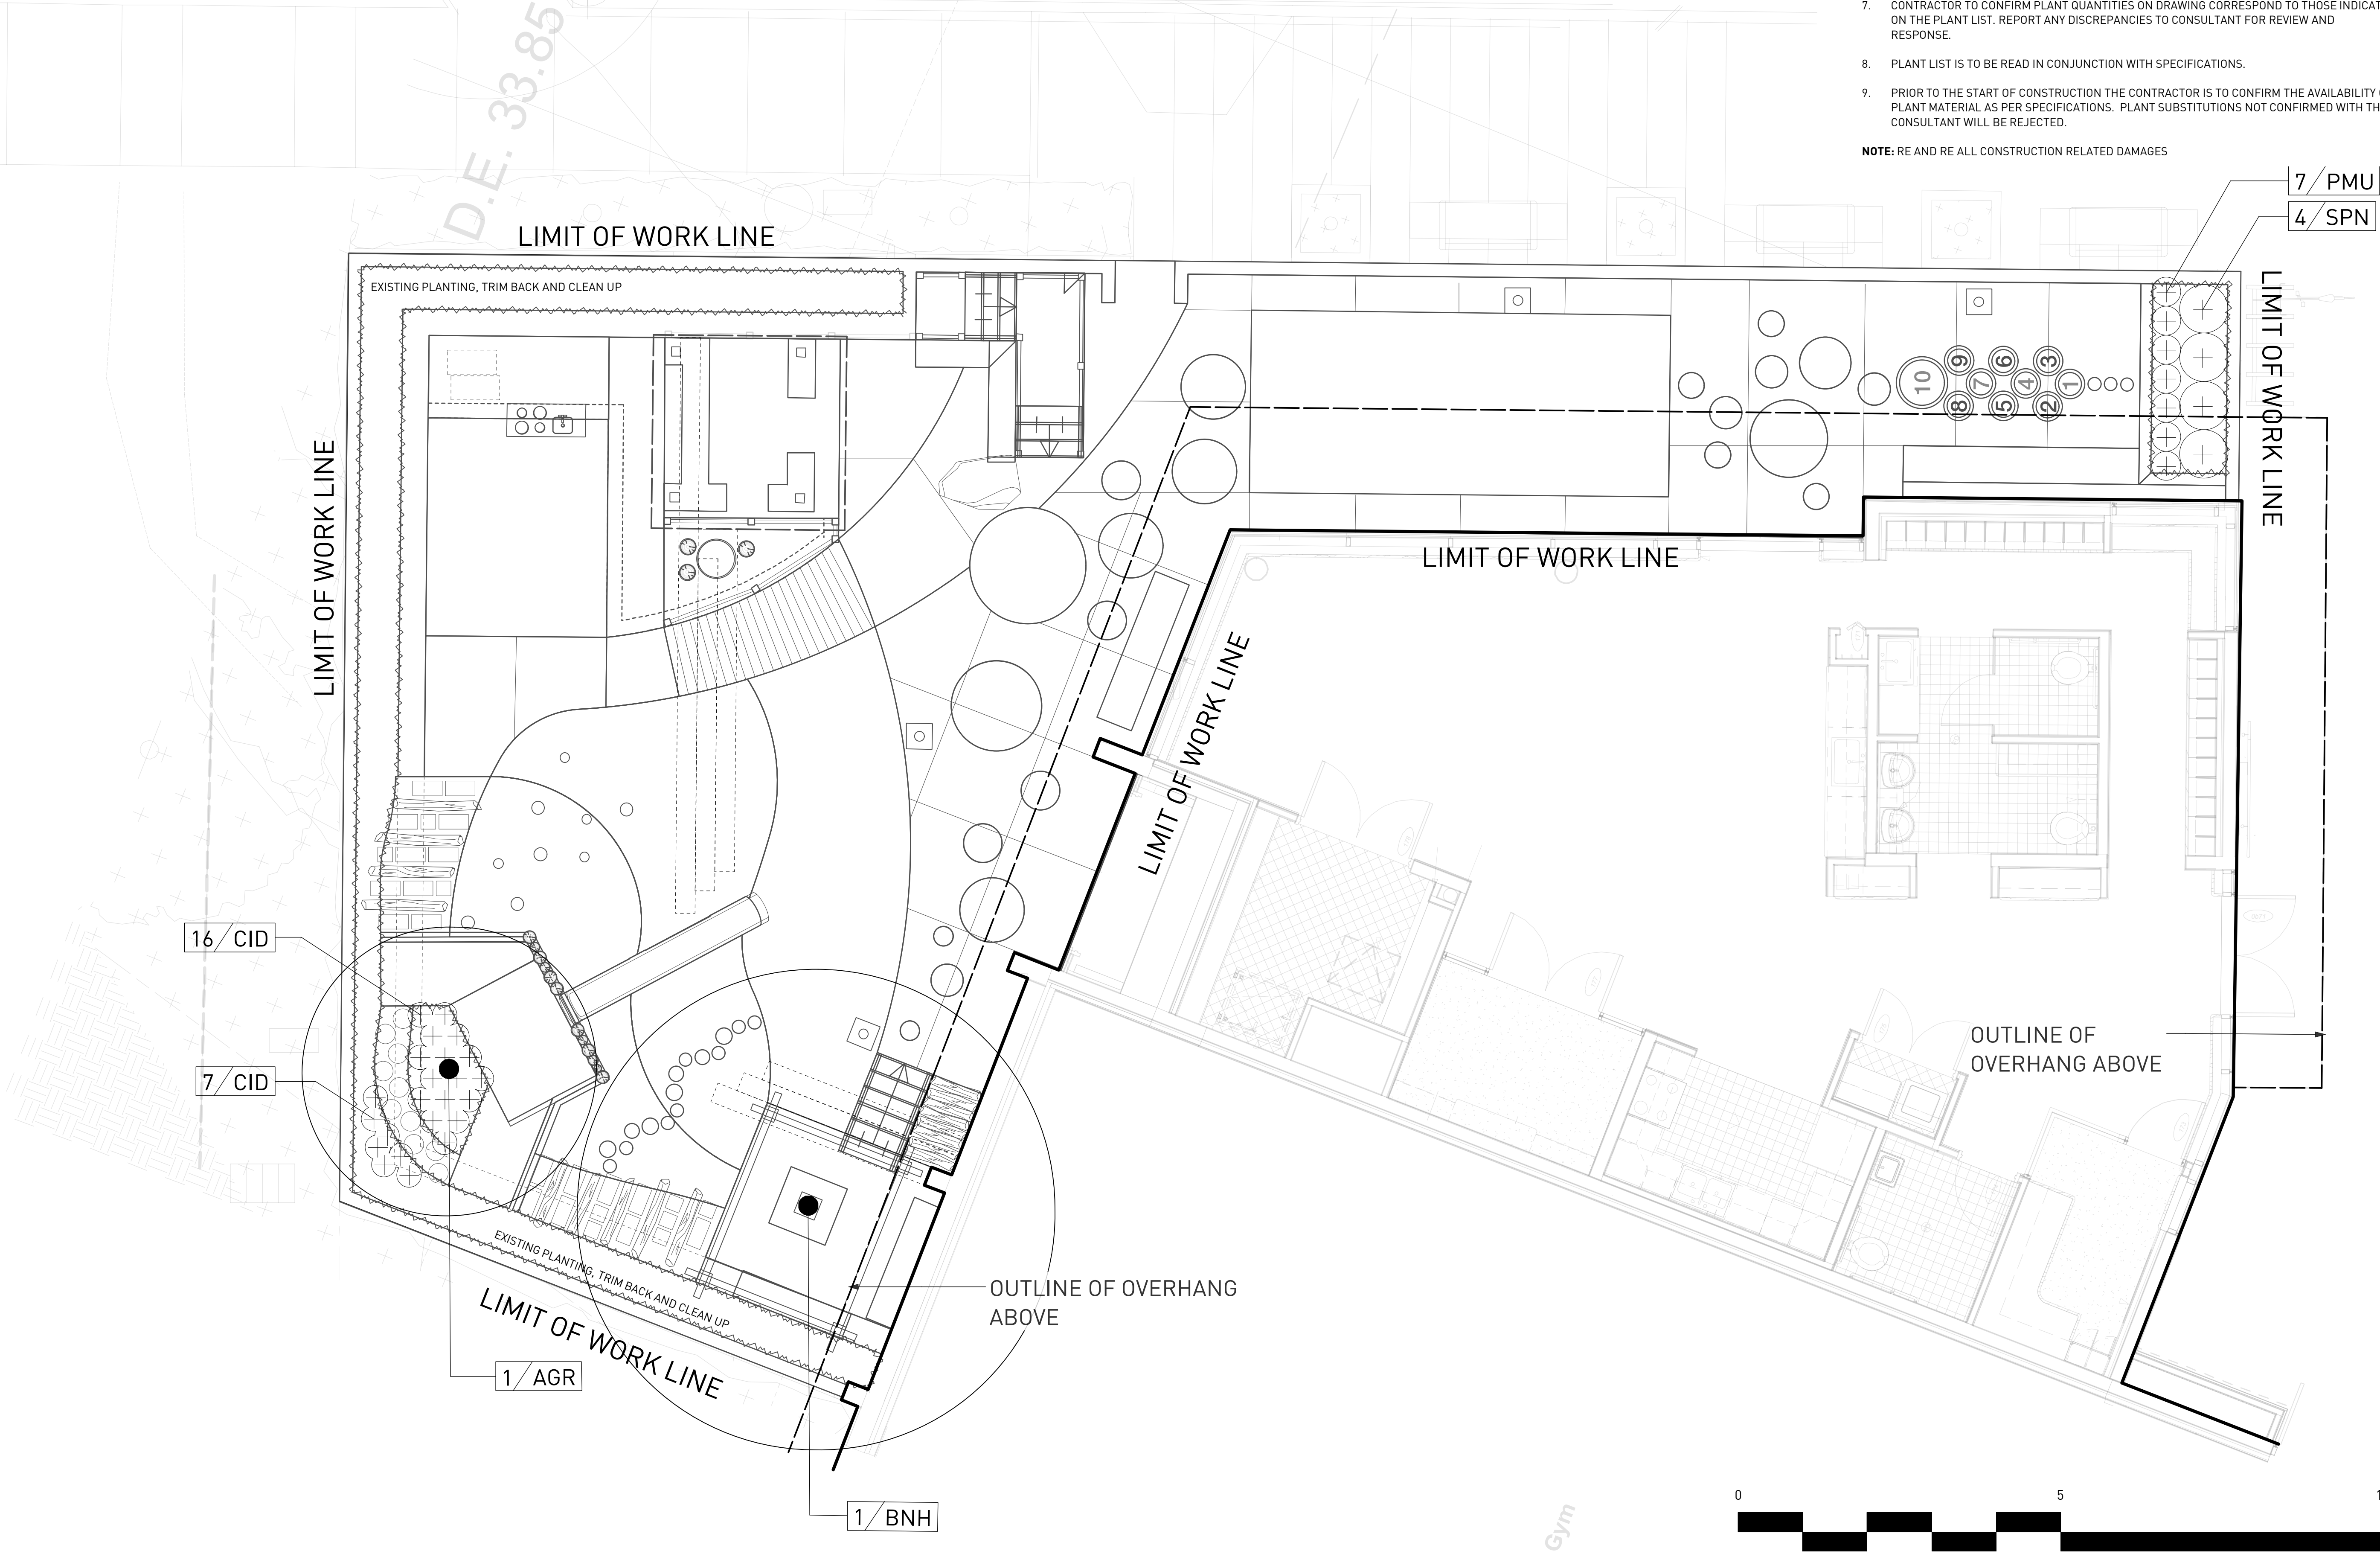 7. CONTRACTOR TO CONFIRM PLANT QUANTITIES ON DRAWING CORRESPOND TO THOSE INDICAT
ON THE PLANT LIST. REPORT ANY DISCREPANCIES TO CONSULTANT FOR REVIEW AND
RESPONSE.
8. PLANT LIST IS TO BE READ IN CONJUNCTION WITH SPECIFICATIONS.
9. PRIOR TO THE START OF CONSTRUCTION THE CONTRACTOR IS TO CONFIRM THE AVAILABILITY
PLANT MATERIAL AS PER SPECIFICATIONS. PLANT SUBSTITUTIONS NOT CONFIRMED WITH TH
CONSULTANT WILL BE REJECTED.
NOTE: RE AND RE ALL CONSTRUCTION RELATED DAMAGES
D.E. 33.85
7/PMU
4/SPN
LIMIT OF WORK LINE
EXISTING PLANTING, TRIM BACK AND CLEAN UP
LIMIT OF WORK LINE
10 9 8 7 6 5 4 3 2 1
LIMIT OF WORK LINE
LIMIT OF WORK LINE
LIMIT OF WORK LINE
16/CID
7/CID
OUTLINE OF
OVERHANG ABOVE
EXISTING PLANTING, TRIM BACK AND CLEAN UP
LIMIT OF WORK LINE
OUTLINE OF OVERHANG
ABOVE
1/AGR
1/BNH
Gym
0 5 1